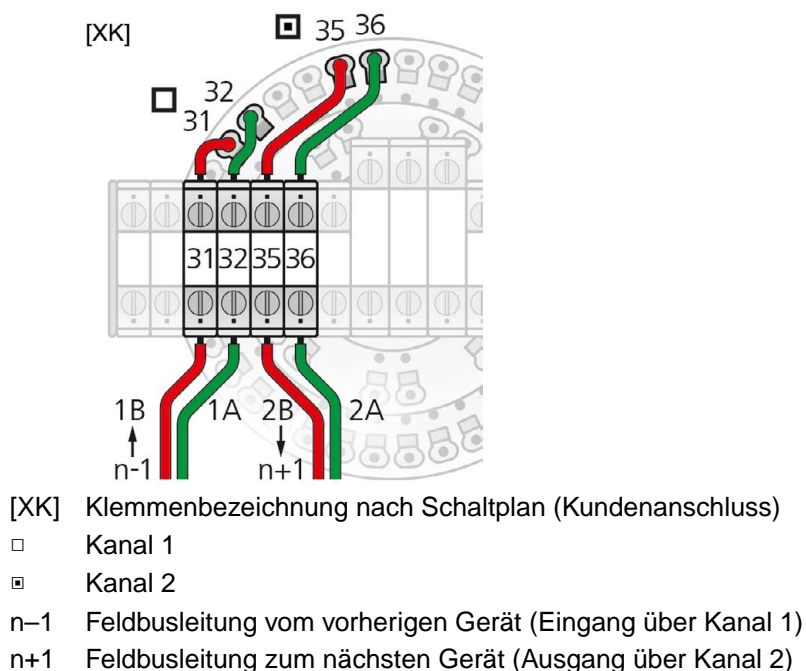 [XK]
35 36
32
31
31 32 35 36
1B 1A 2B 2A
n-1 n+1
[XK] Klemmenbezeichnung nach Schaltplan (Kundenanschluss)
□ Kanal 1
▣ Kanal 2
n–1 Feldbusleitung vom vorherigen Gerät (Eingang über Kanal 1)
n+1 Feldbusleitung zum nächsten Gerät (Ausgang über Kanal 2)